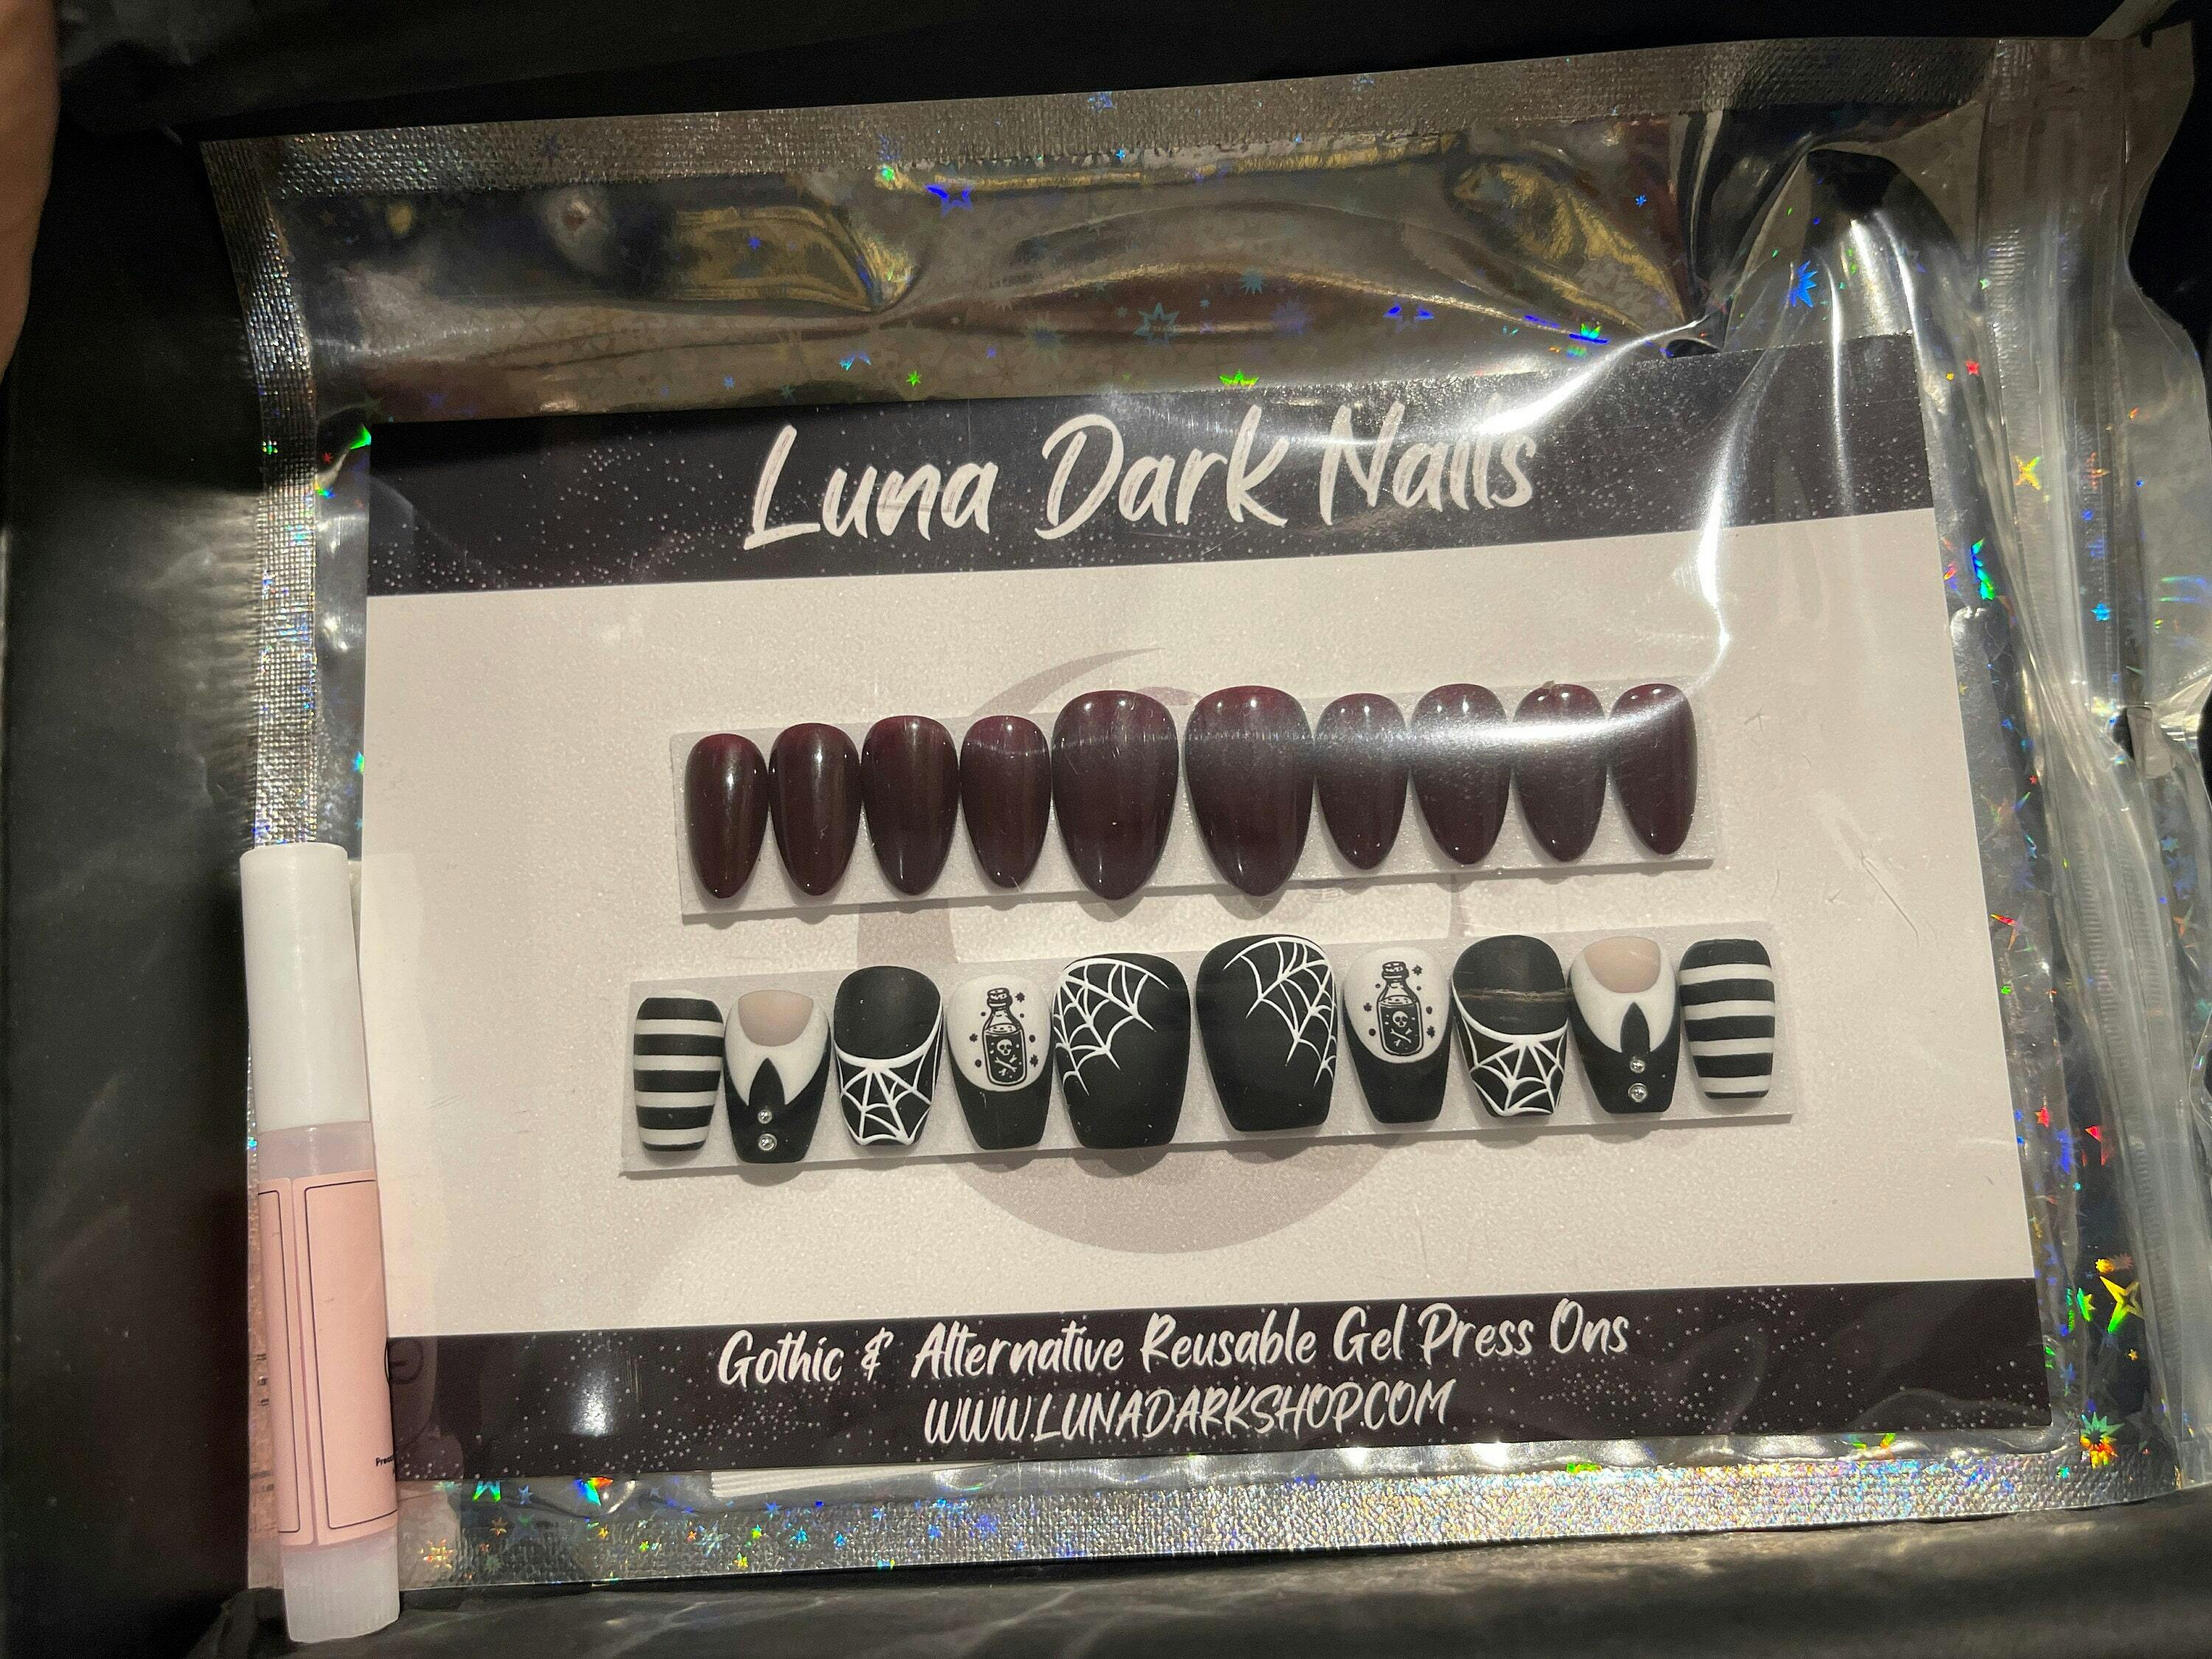 Luna Dark Nails
Gothic & Alternative Reusable Gel Press Ons
WWW.LUNADARKSHOP.COM